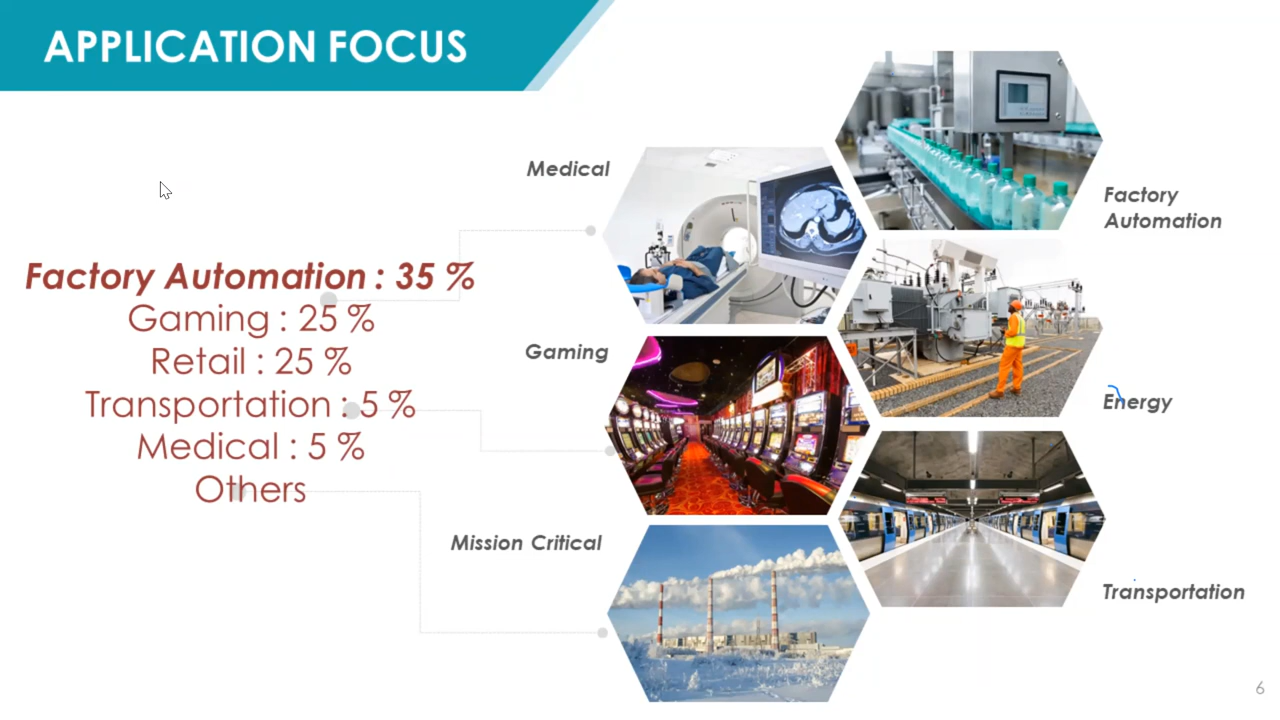 APPLICATION FOCUS
Medical
Factory
Automation
Factory Automation : 35 %
Gaming : 25 %
Retail : 25 %
Transportation : 5 %
Medical : 5 %
Others
Gaming
Energy
Mission Critical
Transportation
6